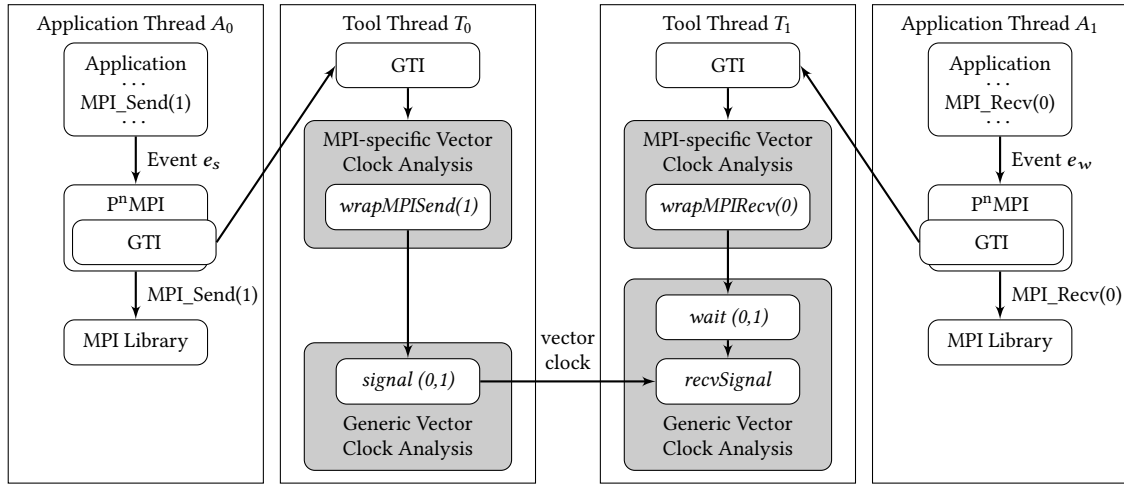 Application Thread A₀
Application
...
MPI_Send(1)
...
Event eₛ
PⁿMPI
GTI
MPI_Send(1)
MPI Library
Tool Thread T₀
GTI
MPI-specific Vector
Clock Analysis
wrapMPISend(1)
signal (0,1)
Generic Vector
Clock Analysis
vector
clock
Tool Thread T₁
GTI
MPI-specific Vector
Clock Analysis
wrapMPIRecv(0)
wait (0,1)
recvSignal
Generic Vector
Clock Analysis
Application Thread A₁
Application
...
MPI_Recv(0)
...
Event e_w
PⁿMPI
GTI
MPI_Recv(0)
MPI Library